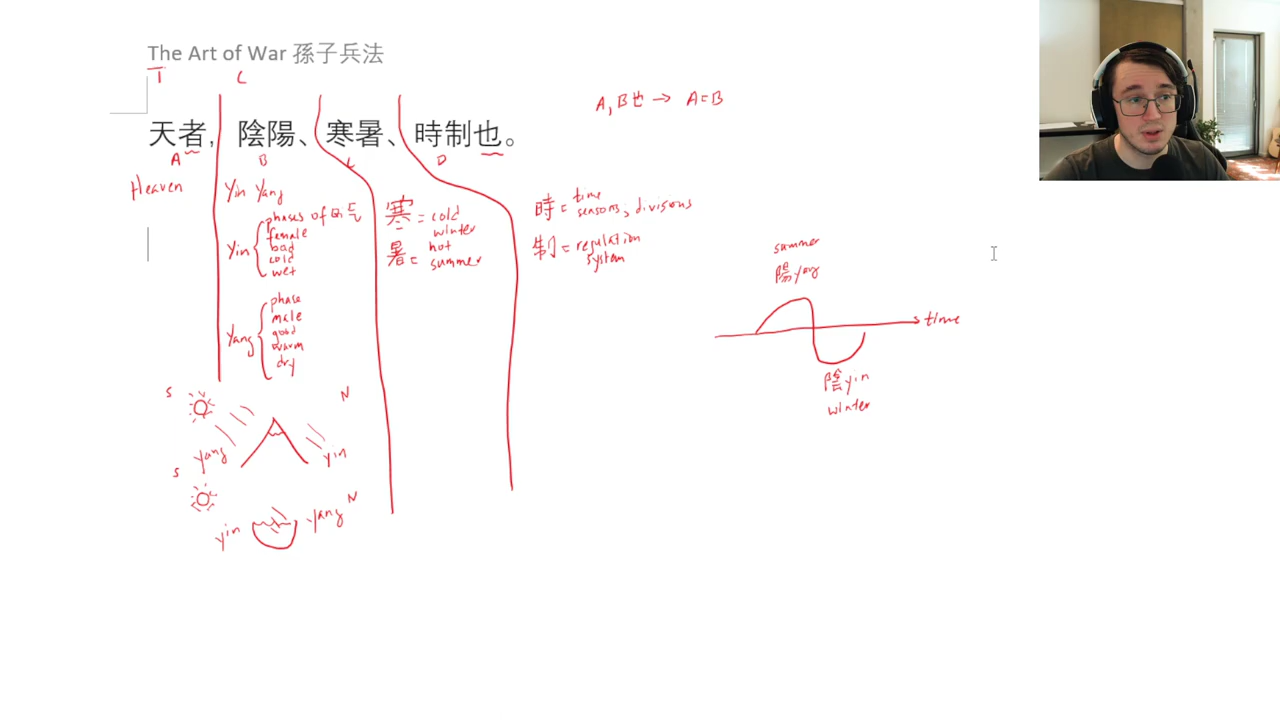 The Art of War 孫子兵法
T C
A, B也 → A=B
天者，陰陽、寒暑、時制也。
A B C D
Heaven
Yin Yang
Yin
phases of 日气
female
bad
cold
wet
Yang
phase
male
good
warm
dry
寒 = cold
winter
暑 = hot
summer
時 = time
seasons, divisions
制 = regulation
system
summer
陽 yang
time
陰 yin
winter
S N
yang yin
S N
yin yang